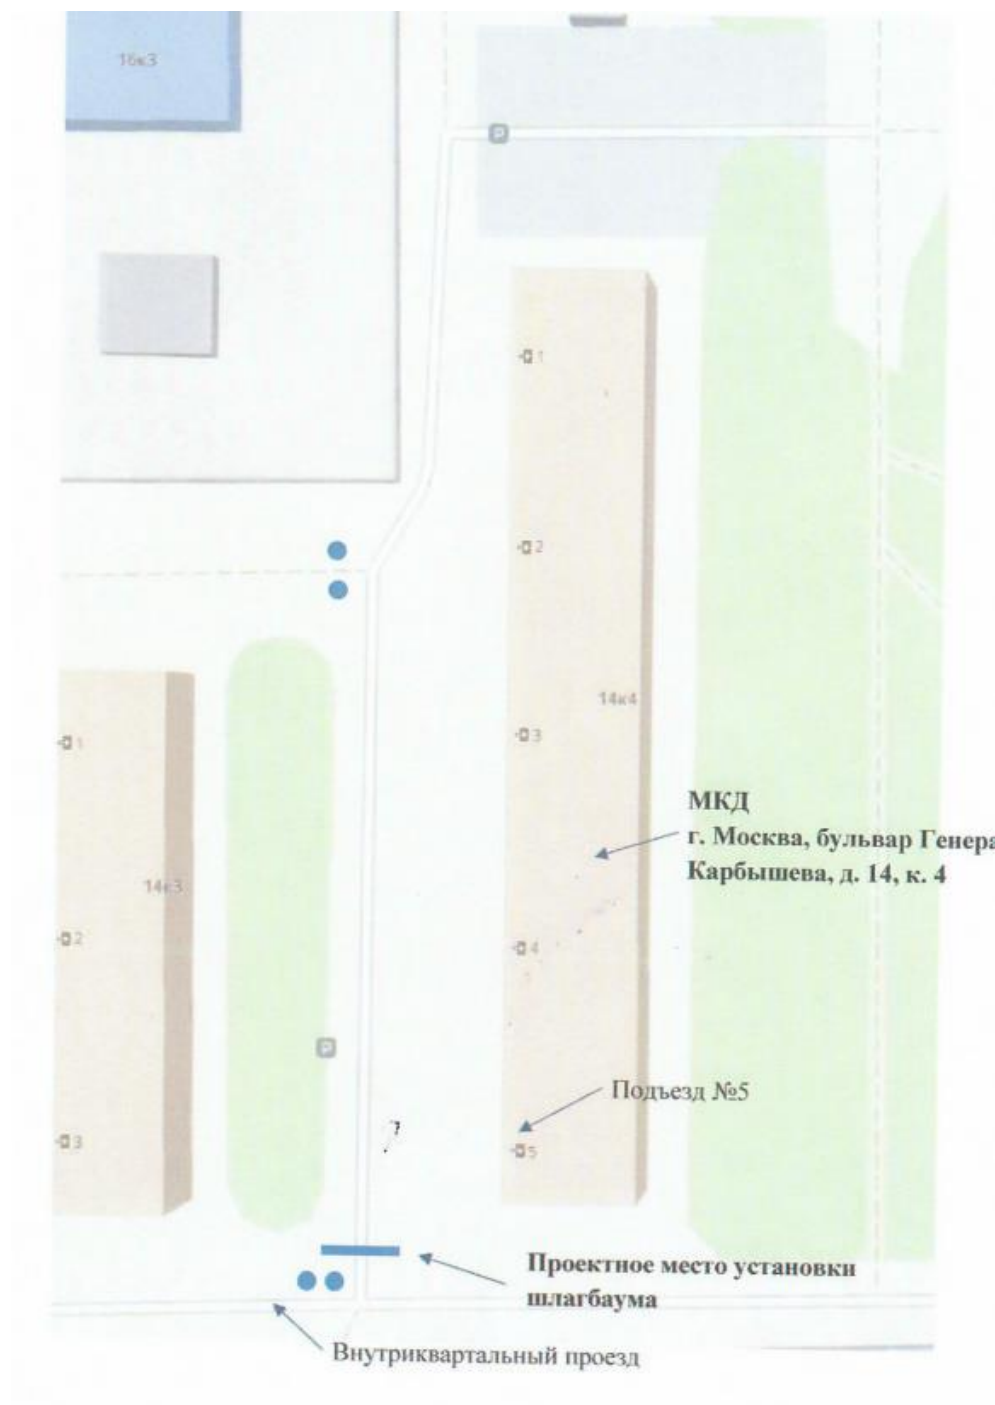 16к3
P
1
2
14к4
3
1
МКД
г. Москва, бульвар Генера
Карбышева, д. 14, к. 4
14к3
2
4
P
Подъезд №5
3
5
Проектное место установки
шлагбаума
Внутриквартальный проезд